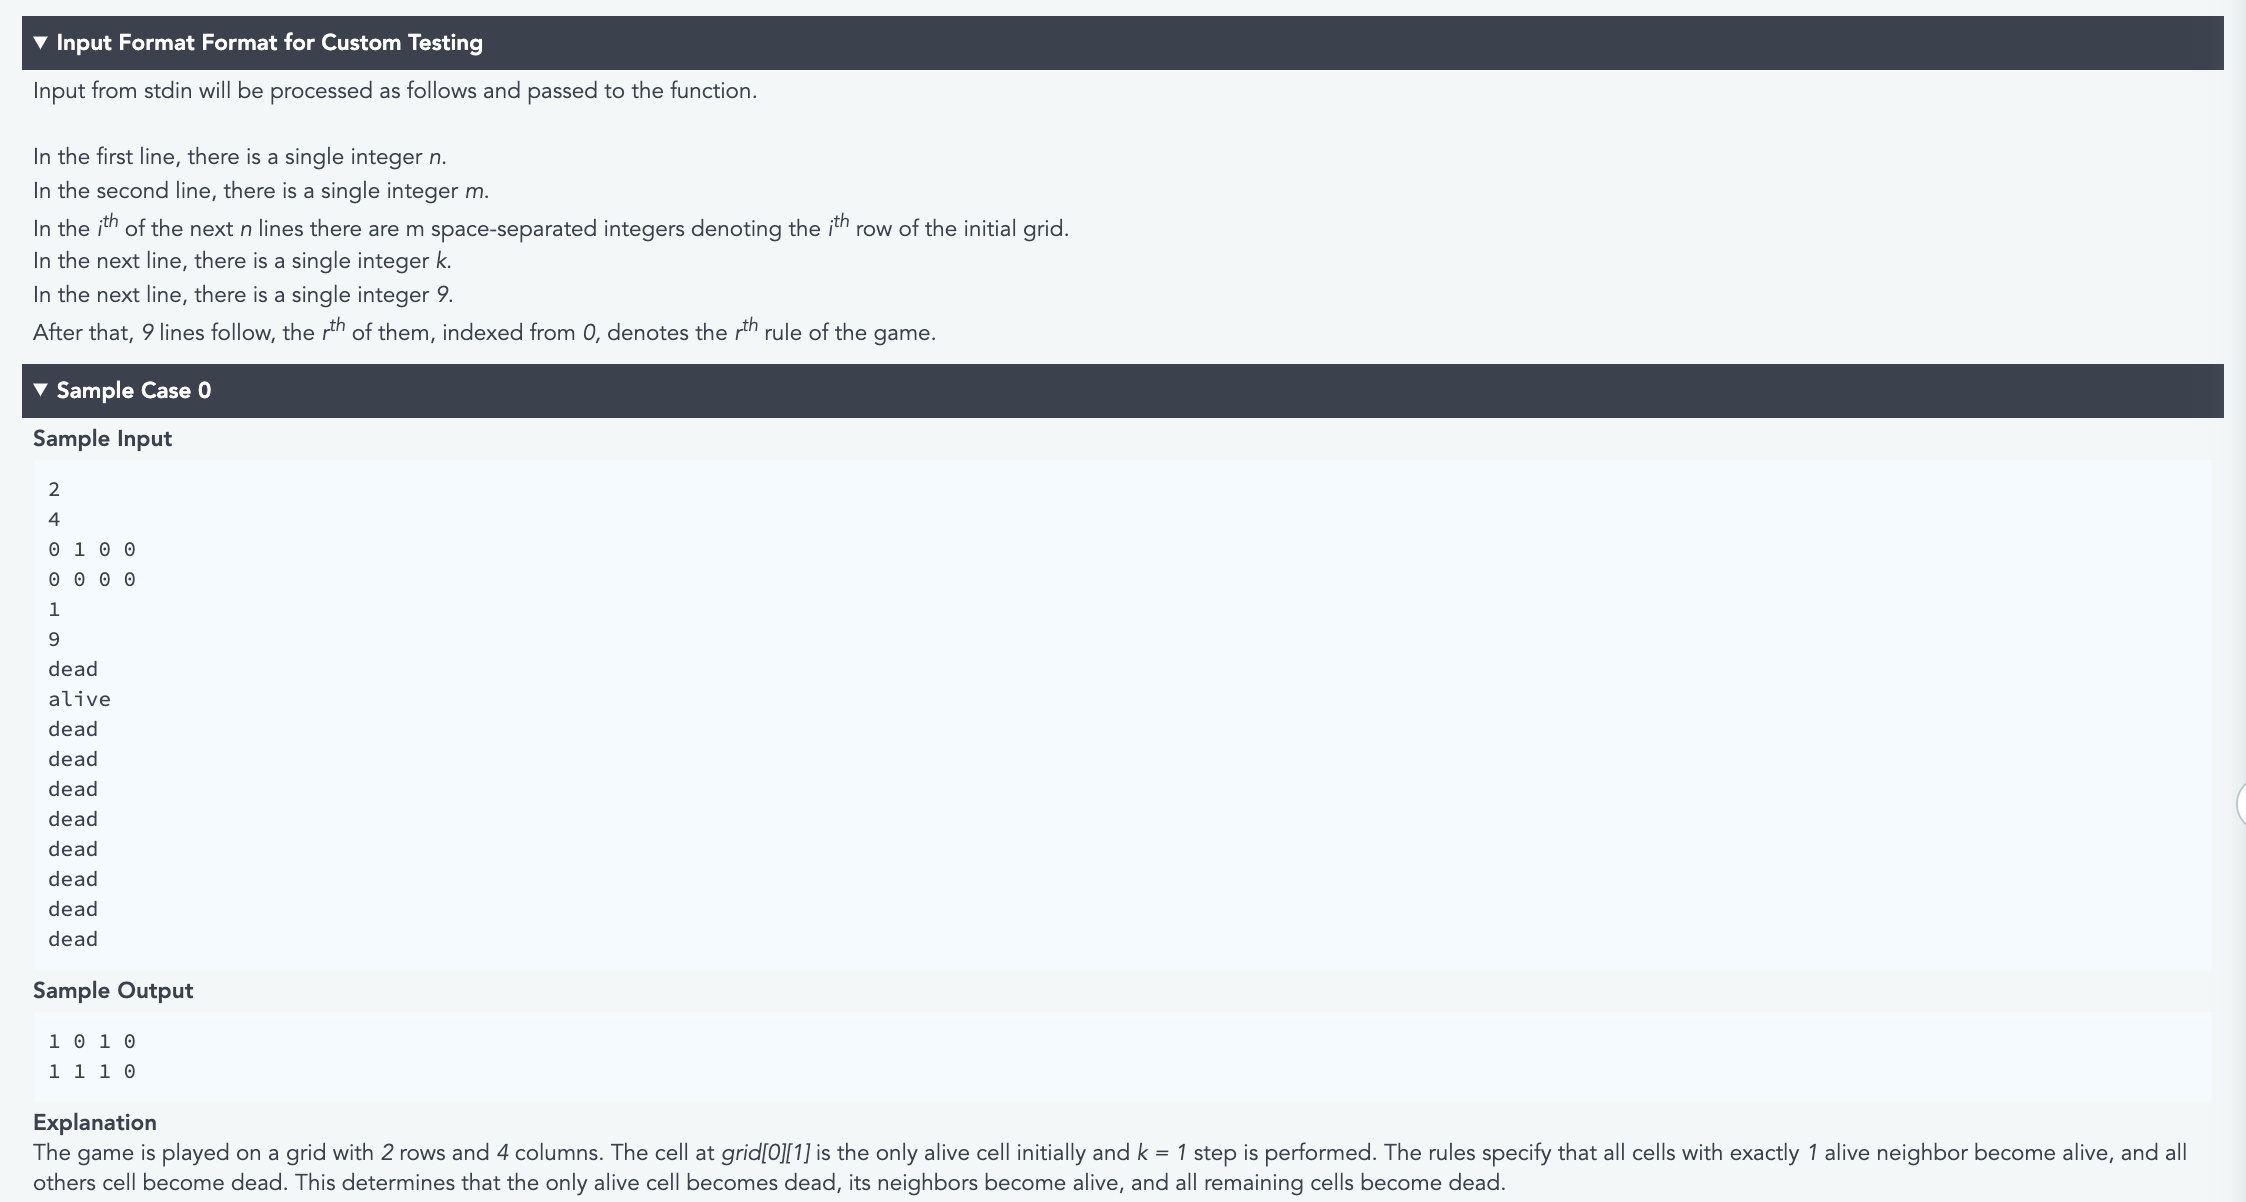 ▼ Input Format Format for Custom Testing
Input from stdin will be processed as follows and passed to the function.
In the first line, there is a single integer n.
In the second line, there is a single integer m.
In the ith of the next n lines there are m space-separated integers denoting the ith row of the initial grid.
In the next line, there is a single integer k.
In the next line, there is a single integer 9.
After that, 9 lines follow, the rth of them, indexed from 0, denotes the rth rule of the game.
▼ Sample Case 0
Sample Input
2
4
0 1 0 0
0 0 0 0
1
9
dead
alive
dead
dead
dead
dead
dead
dead
dead
dead
Sample Output
1 0 1 0
1 1 1 0
Explanation
The game is played on a grid with 2 rows and 4 columns. The cell at grid[0][1] is the only alive cell initially and k = 1 step is performed. The rules specify that all cells with exactly 1 alive neighbor become alive, and all
others cell become dead. This determines that the only alive cell becomes dead, its neighbors become alive, and all remaining cells become dead.